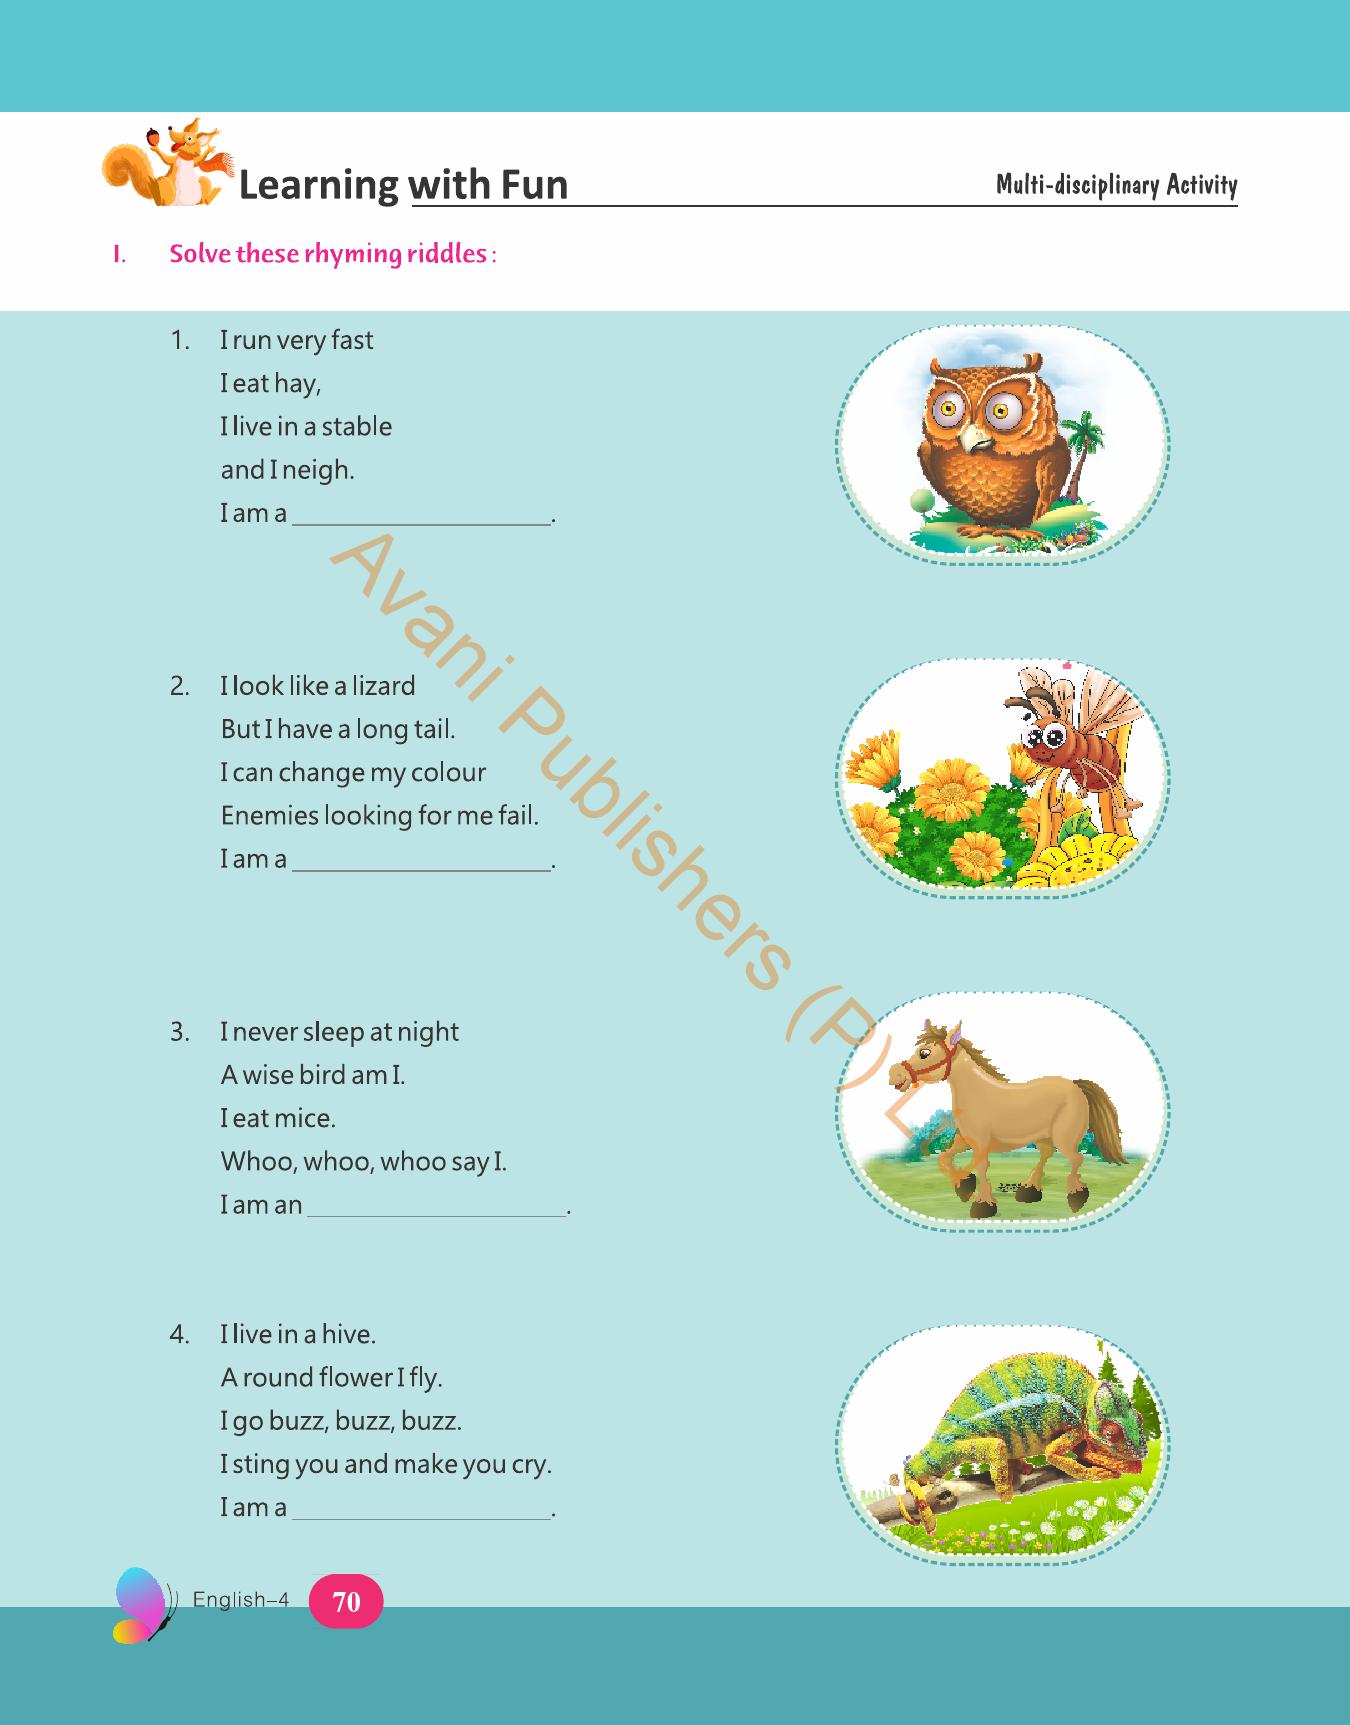 Learning with Fun
Multi-disciplinary Activity
I. Solve these rhyming riddles :
1. I run very fast
I eat hay,
I live in a stable
and I neigh.
I am a ____________________.
2. I look like a lizard
But I have a long tail.
I can change my colour
Enemies looking for me fail.
I am a ____________________.
3. I never sleep at night
A wise bird am I.
I eat mice.
Whoo, whoo, whoo say I.
I am an ____________________.
4. I live in a hive.
A round flower I fly.
I go buzz, buzz, buzz.
I sting you and make you cry.
I am a ____________________.
Avani Publishers (P)
English–4 70